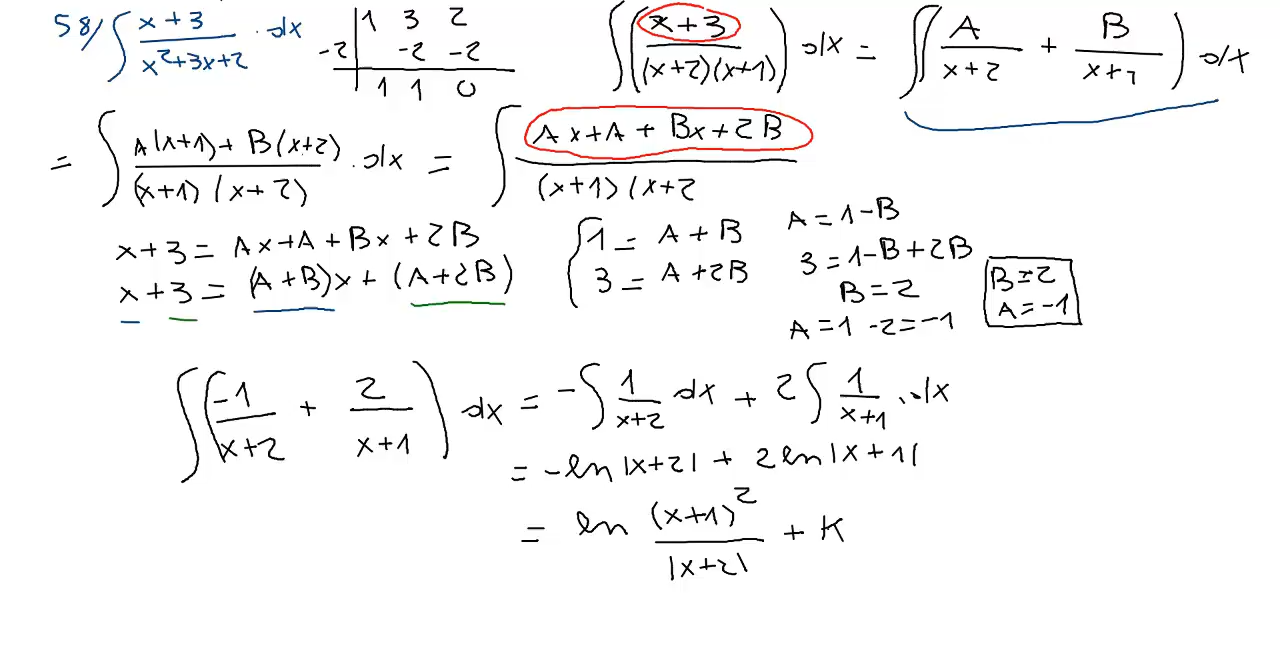 58/ ∫ (x+3)/(x²+3x+2) · dx   -2 | 1 3 2 / -2 -2 / 1 1 0   ∫ ((x+3)/((x+2)(x+1))) dx = ∫ (A/(x+2) + B/(x+1)) dx
= ∫ (A(x+1) + B(x+2))/((x+1)(x+2)) · dx = ∫ (Ax+A+Bx+2B)/((x+1)(x+2
x+3 = Ax+A+Bx+2B
x+3 = (A+B)x + (A+2B)
{ 1 = A+B
3 = A+2B
A = 1-B
3 = 1-B+2B
B = 2
A = 1-2 = -1
B = 2
A = -1
∫ (-1/(x+2) + 2/(x+1)) dx = -∫ 1/(x+2) dx + 2∫ 1/(x+1) · dx
= -ln|x+2| + 2ln|x+1|
= ln (x+1)²/|x+2| + K